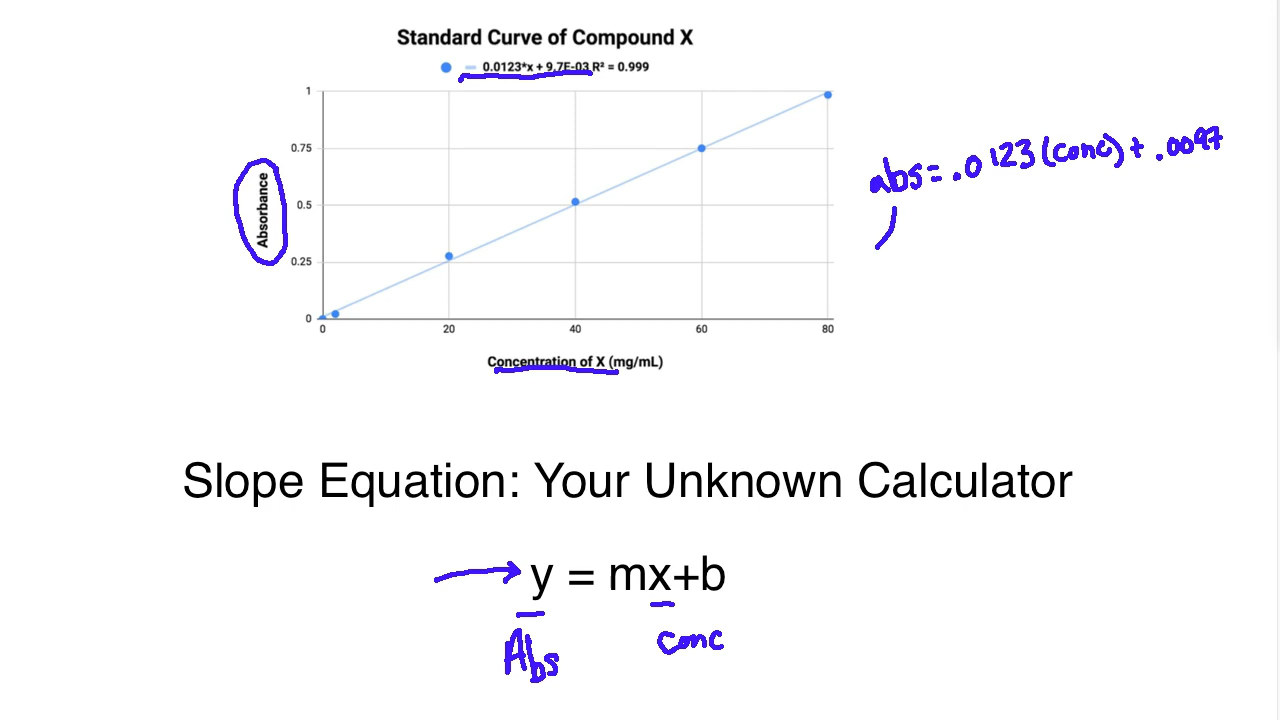 Standard Curve of Compound X
0.0123*x + 9.7E-03 R² = 0.999
1
0.75
0.5
0.25
0
Absorbance
0 20 40 60 80
Concentration of X (mg/mL)
abs = .0123 (conc) + .0097
Slope Equation: Your Unknown Calculator
y = mx+b
Abs conc